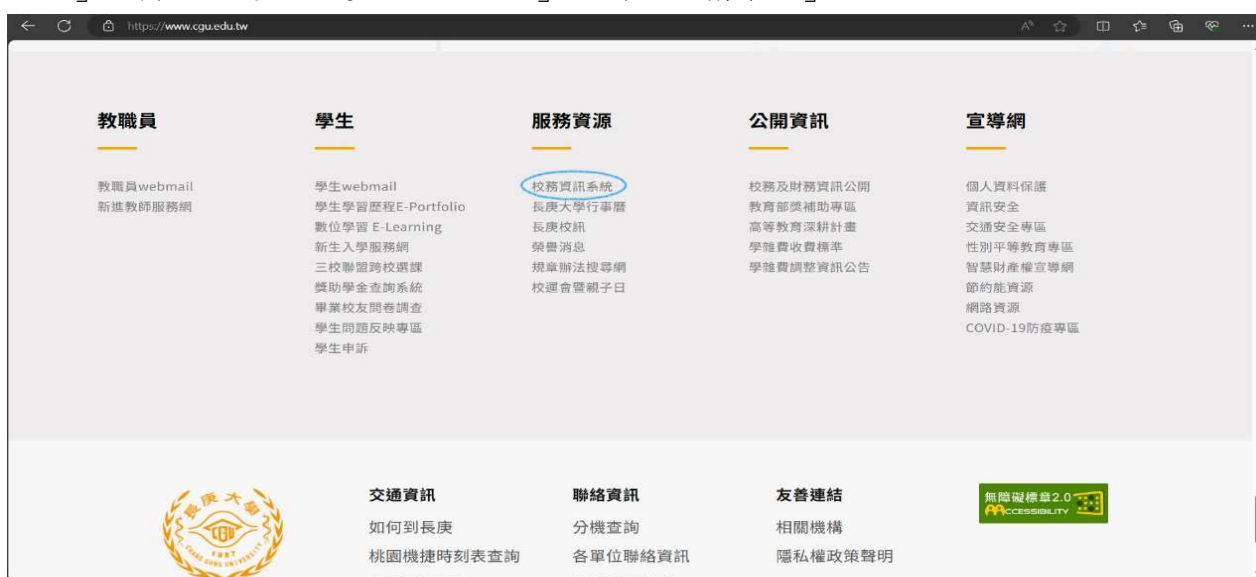 https://www.cgu.edu.tw
教職員
教職員webmail
新進教師服務網
學生
學生webmail
學生學習歷程E-Portfolio
數位學習 E-Learning
新生入學服務網
三校聯盟跨校選課
獎助學金查詢系統
畢業校友問卷調查
學生問題反映專區
學生申訴
服務資源
校務資訊系統
長庚大學行事曆
長庚校訊
榮譽消息
規章辦法搜尋網
校運會暨親子日
公開資訊
校務及財務資訊公開
教育部獎補助專區
高等教育深耕計畫
學雜費收費標準
學雜費調整資訊公告
宣導網
個人資料保護
資訊安全
交通安全專區
性別平等教育專區
智慧財產權宣導網
節約能資源
網路資源
COVID-19防疫專區
長庚大學
CGU
CHANG GUNG UNIVERSITY
交通資訊
如何到長庚
桃園機捷時刻表查詢
聯絡資訊
分機查詢
各單位聯絡資訊
友善連結
相關機構
隱私權政策聲明
無障礙標章2.0
ACCESSIBILITY